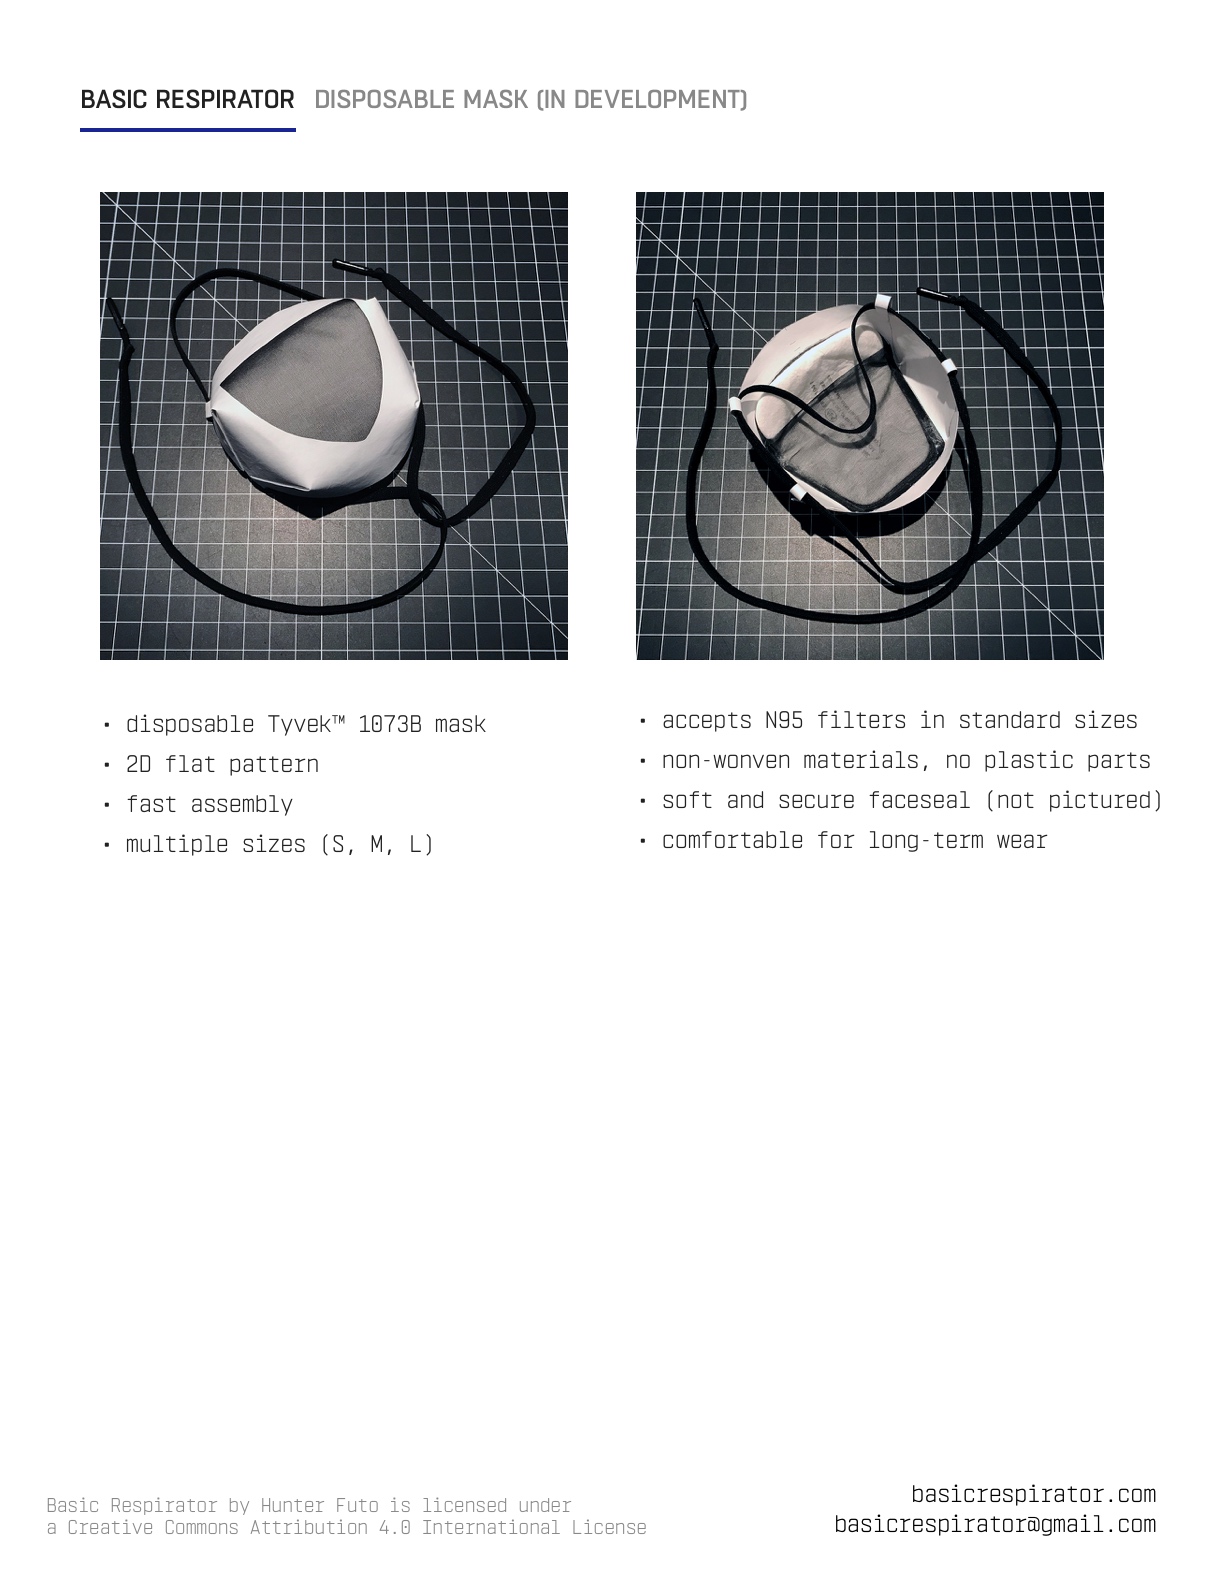 BASIC RESPIRATOR DISPOSABLE MASK (IN DEVELOPMENT)
• disposable Tyvek™ 1073B mask
• 2D flat pattern
• fast assembly
• multiple sizes (S, M, L)
• accepts N95 filters in standard sizes
• non-wonven materials, no plastic parts
• soft and secure faceseal (not pictured)
• comfortable for long-term wear
Basic Respirator by Hunter Futo is licensed under
a Creative Commons Attribution 4.0 International License
basicrespirator.com
basicrespirator@gmail.com